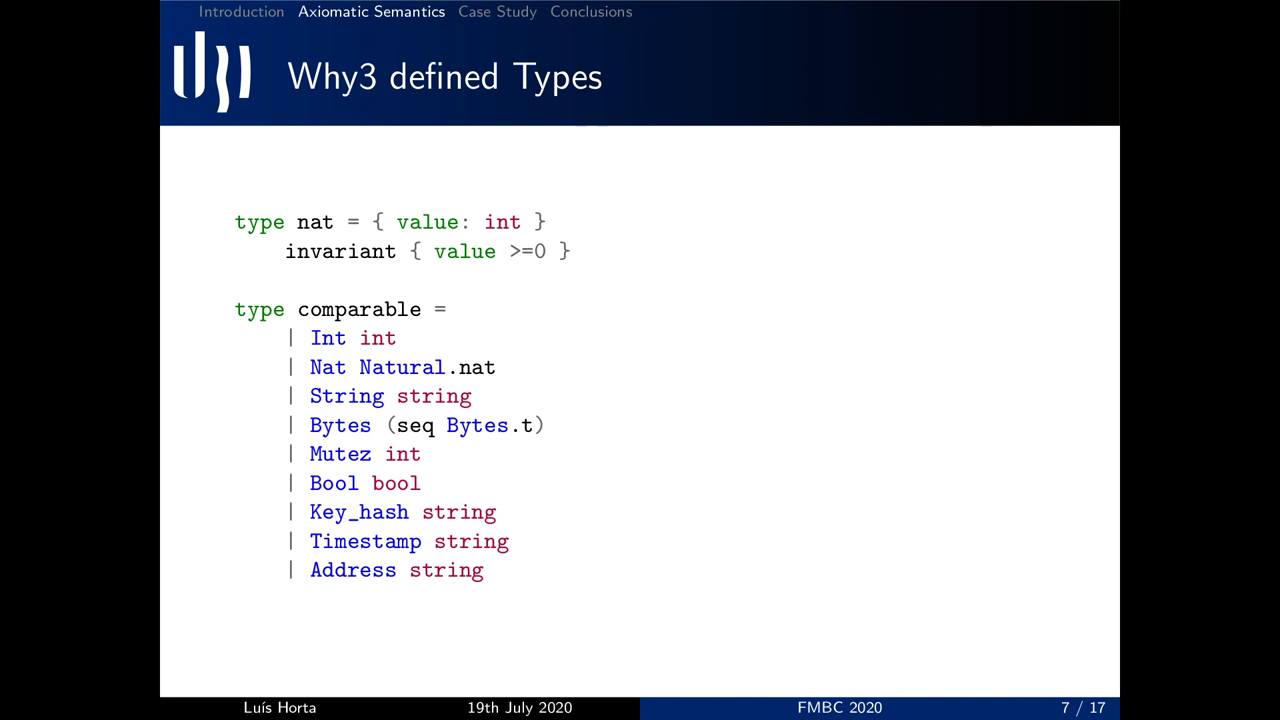 Introduction Axiomatic Semantics Case Study Conclusions
Why3 defined Types
type nat = { value: int }
invariant { value >=0 }
type comparable =
| Int int
| Nat Natural.nat
| String string
| Bytes (seq Bytes.t)
| Mutez int
| Bool bool
| Key_hash string
| Timestamp string
| Address string
Luís Horta 19th July 2020 FMBC 2020 7 / 17